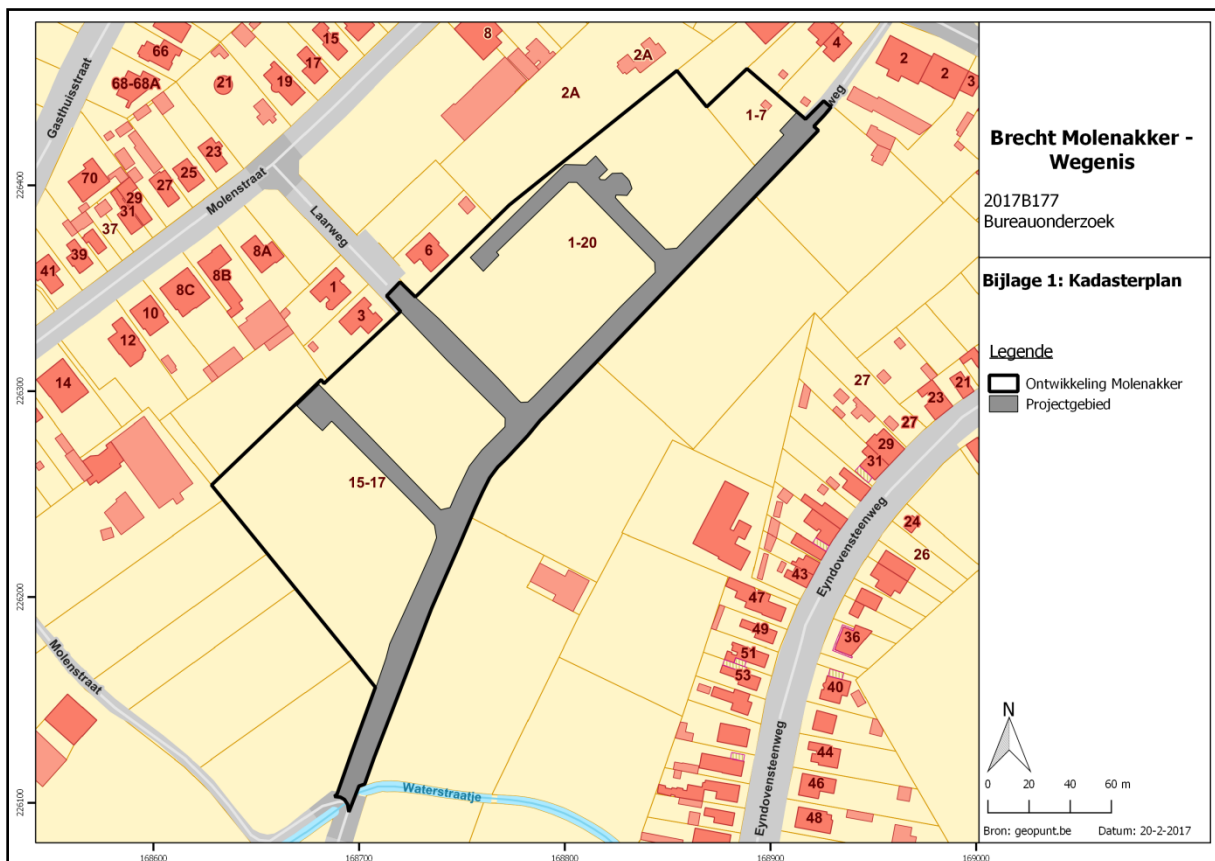 Brecht Molenakker -
Wegenis
2017B177
Bureauonderzoek
Bijlage 1: Kadasterplan
Legende
Ontwikkeling Molenakker
Projectgebied
N
0 20 40 60 m
Bron: geopunt.be Datum: 20-2-2017
66
68-68A
21
15
17
19
8
2A
2A
4
2
2
3
Gasthuisstraat
1-7
weg
70
29
31
27
25
23
37
39
41
Molenstraat
Laarweg
8A
8B
8C
10
12
14
6
1
3
1-20
15-17
27
27
23
21
29
31
24
26
43
47
49
51
53
36
40
44
46
48
Eyndovensteenweg
Eyndovensteenweg
Molenstraat
Waterstraatje
226400
226300
226200
226100
168600
168700
168800
168900
169000